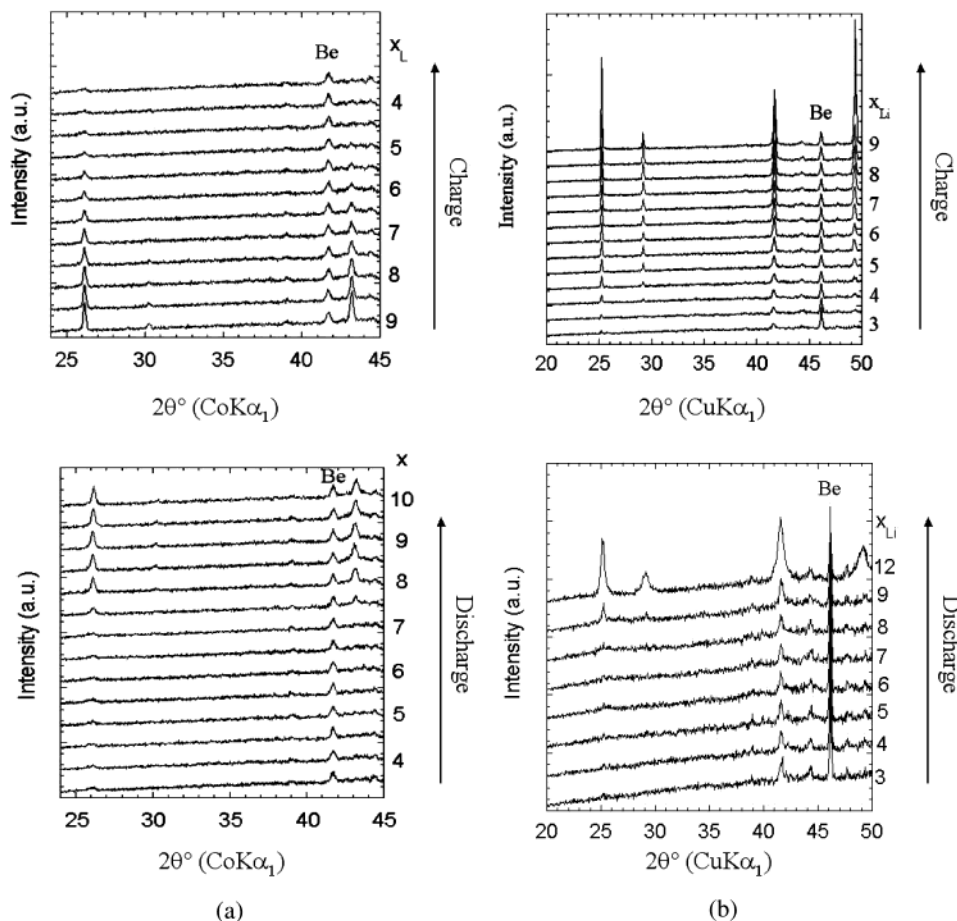 Be
x_L
4
5
6
7
8
9
Intensity (a.u.)
Charge
24 30 35 40 45
2θ° (CoKα₁)
Be
x_Li
9
8
7
6
5
4
3
Intensity (a.u.)
Charge
20 25 30 35 40 45 50
2θ° (CuKα₁)
x
Be
10
9
8
7
6
5
4
Intensity (a.u.)
Discharge
25 30 35 40 45
2θ° (CoKα₁)
(a)
Be
x_Li
12
9
8
7
6
5
4
3
Intensity (a.u.)
Discharge
20 25 30 35 40 45 50
2θ° (CuKα₁)
(b)